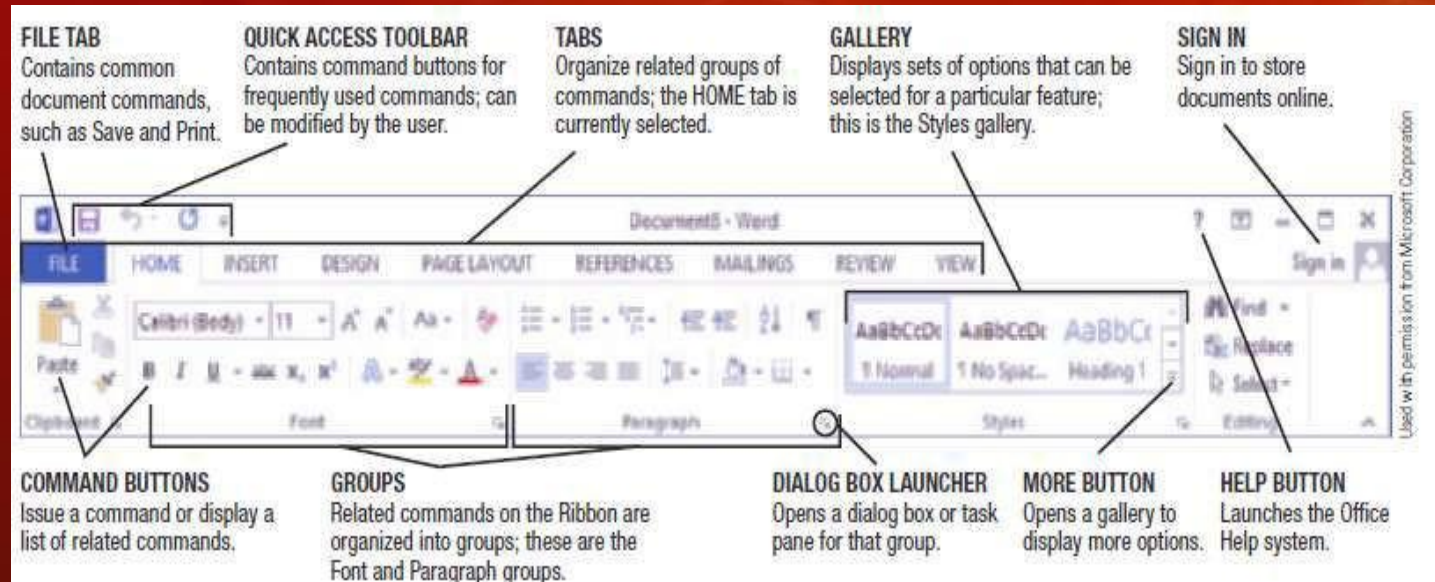 FILE TAB
Contains common
document commands,
such as Save and Print.
QUICK ACCESS TOOLBAR
Contains command buttons for
frequently used commands; can
be modified by the user.
TABS
Organize related groups of
commands; the HOME tab is
currently selected.
GALLERY
Displays sets of options that can be
selected for a particular feature;
this is the Styles gallery.
SIGN IN
Sign in to store
documents online.
Used with permission from Microsoft Corporation
Document5 - Word
?
FILE HOME INSERT DESIGN PAGE LAYOUT REFERENCES MAILINGS REVIEW VIEW Sign in
Calibri (Body) 11 A A Aa
AaBbCcDc AaBbCcDc AaBbCc
Find
Replace
Select
Paste
B I U abc x₂ x² A A
¶ Normal ¶ No Spac... Heading 1
Clipboard Font Paragraph Styles Editing
COMMAND BUTTONS
Issue a command or display a
list of related commands.
GROUPS
Related commands on the Ribbon are
organized into groups; these are the
Font and Paragraph groups.
DIALOG BOX LAUNCHER
Opens a dialog box or task
pane for that group.
MORE BUTTON
Opens a gallery to
display more options.
HELP BUTTON
Launches the Office
Help system.